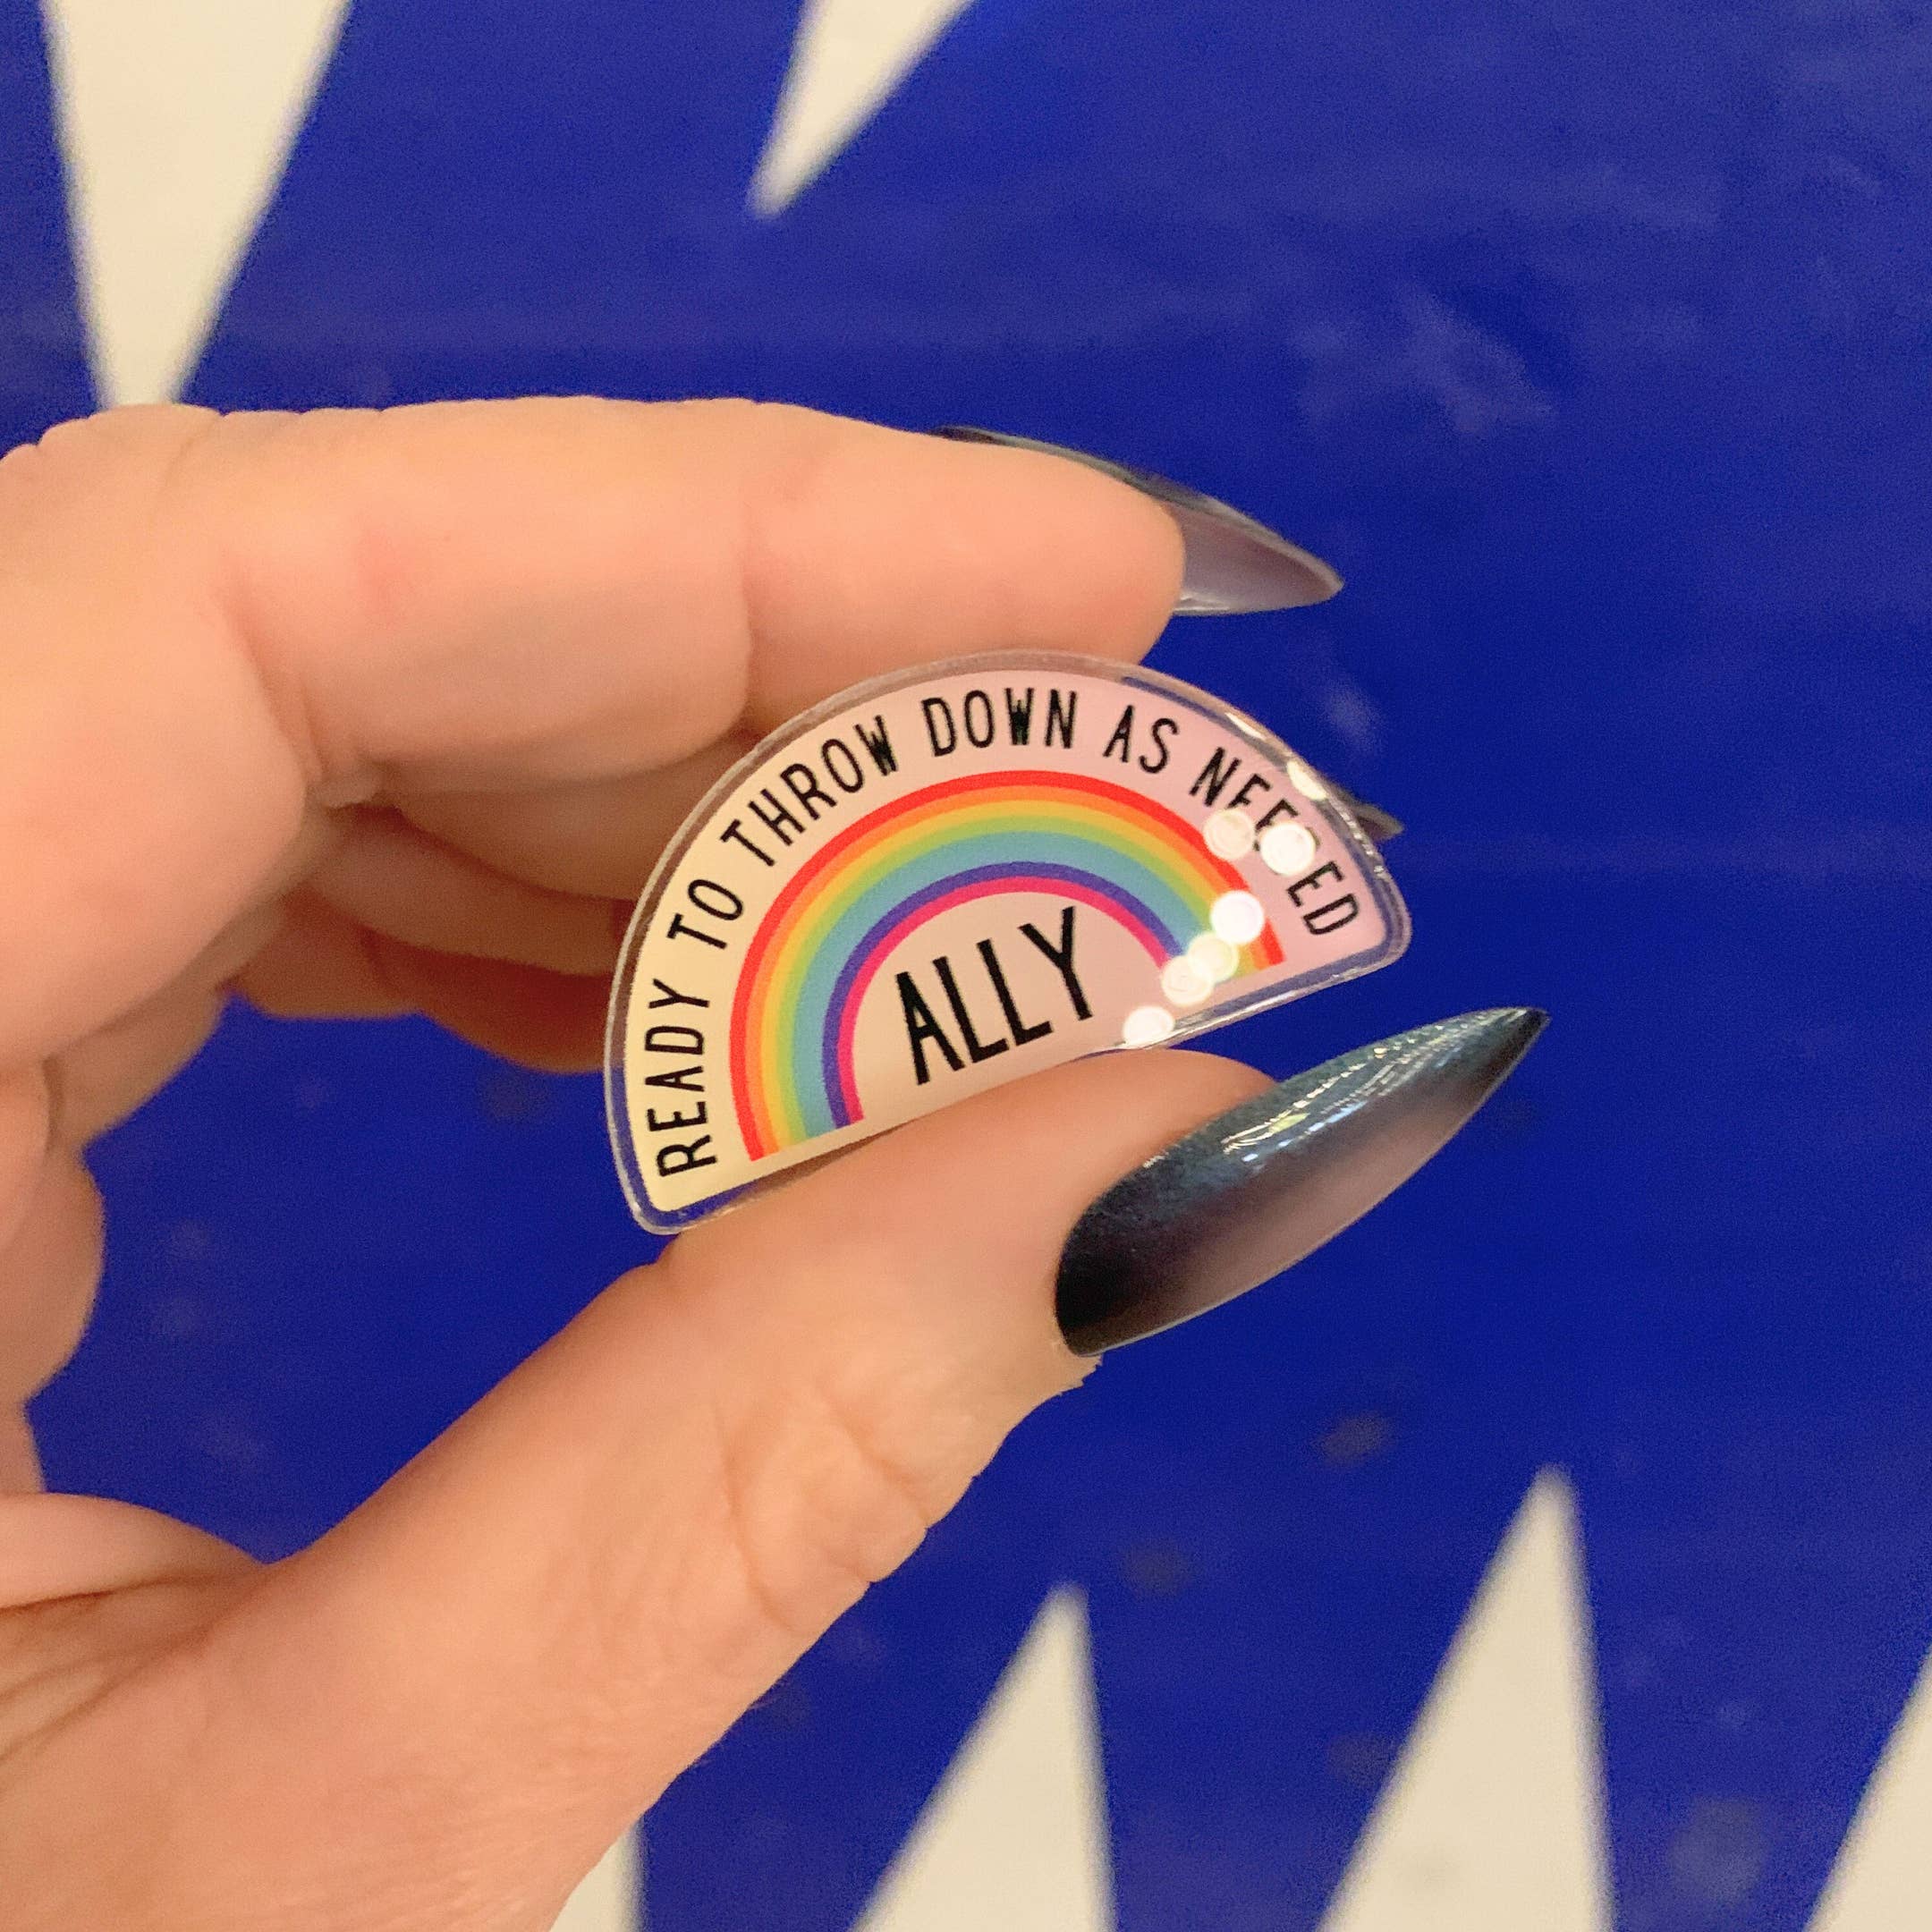 READY TO THROW DOWN AS NEEDED
ALLY